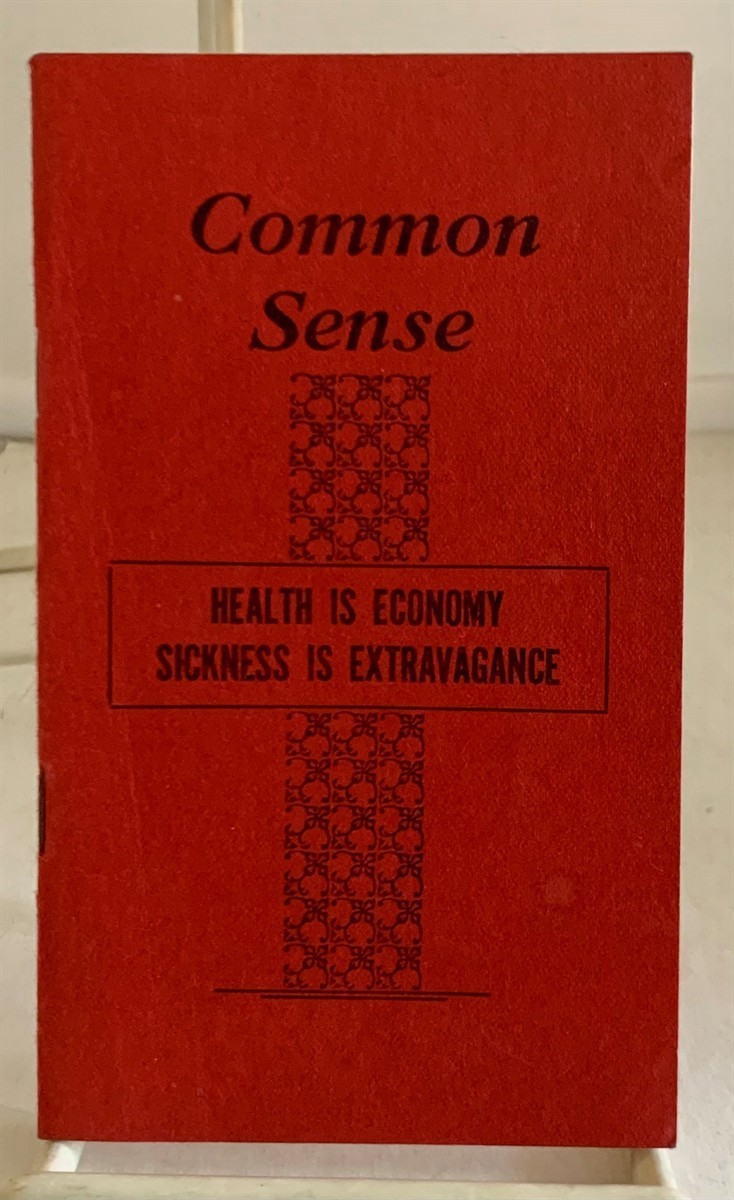 Common
Sense
HEALTH IS ECONOMY
SICKNESS IS EXTRAVAGANCE